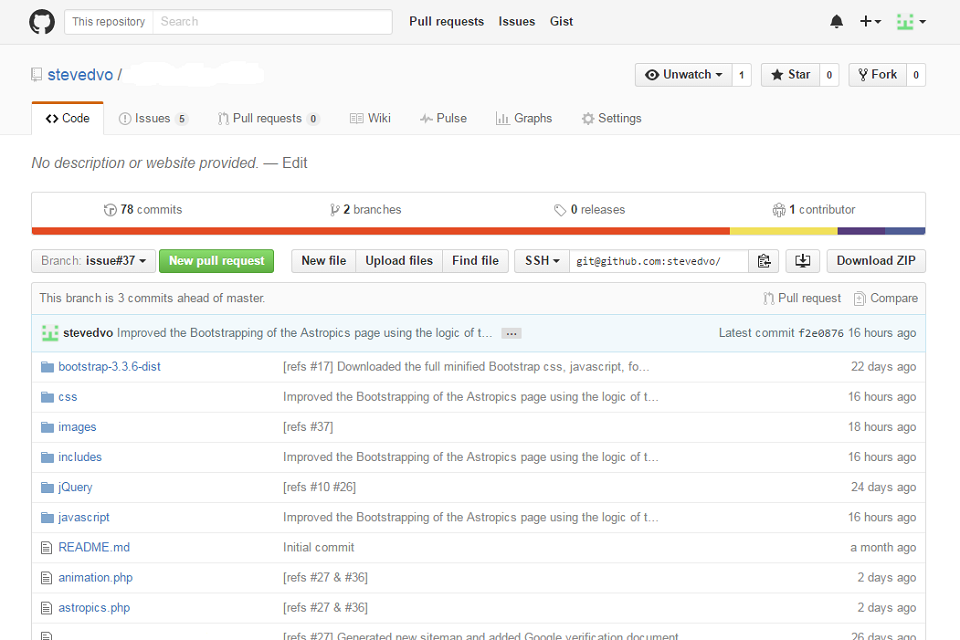 This repository Search Pull requests Issues Gist
stevedvo /
Unwatch 1 Star 0 Fork 0
Code Issues 5 Pull requests 0 Wiki Pulse Graphs Settings
No description or website provided. — Edit
78 commits 2 branches 0 releases 1 contributor
Branch: issue#37 New pull request New file Upload files Find file SSH git@github.com:stevedvo/ Download ZIP
This branch is 3 commits ahead of master. Pull request Compare
stevedvo Improved the Bootstrapping of the Astropics page using the logic of t… … Latest commit f2e0876 16 hours ago
bootstrap-3.3.6-dist [refs #17] Downloaded the full minified Bootstrap css, javascript, fo… 22 days ago
css Improved the Bootstrapping of the Astropics page using the logic of t… 16 hours ago
images [refs #37] 18 hours ago
includes Improved the Bootstrapping of the Astropics page using the logic of t… 16 hours ago
jQuery [refs #10 #26] 24 days ago
javascript Improved the Bootstrapping of the Astropics page using the logic of t… 16 hours ago
README.md Initial commit a month ago
animation.php [refs #27 & #36] 2 days ago
astropics.php [refs #27 & #36] 2 days ago
[refs #27] Generated new sitemap and added Google verification document 26 days ago